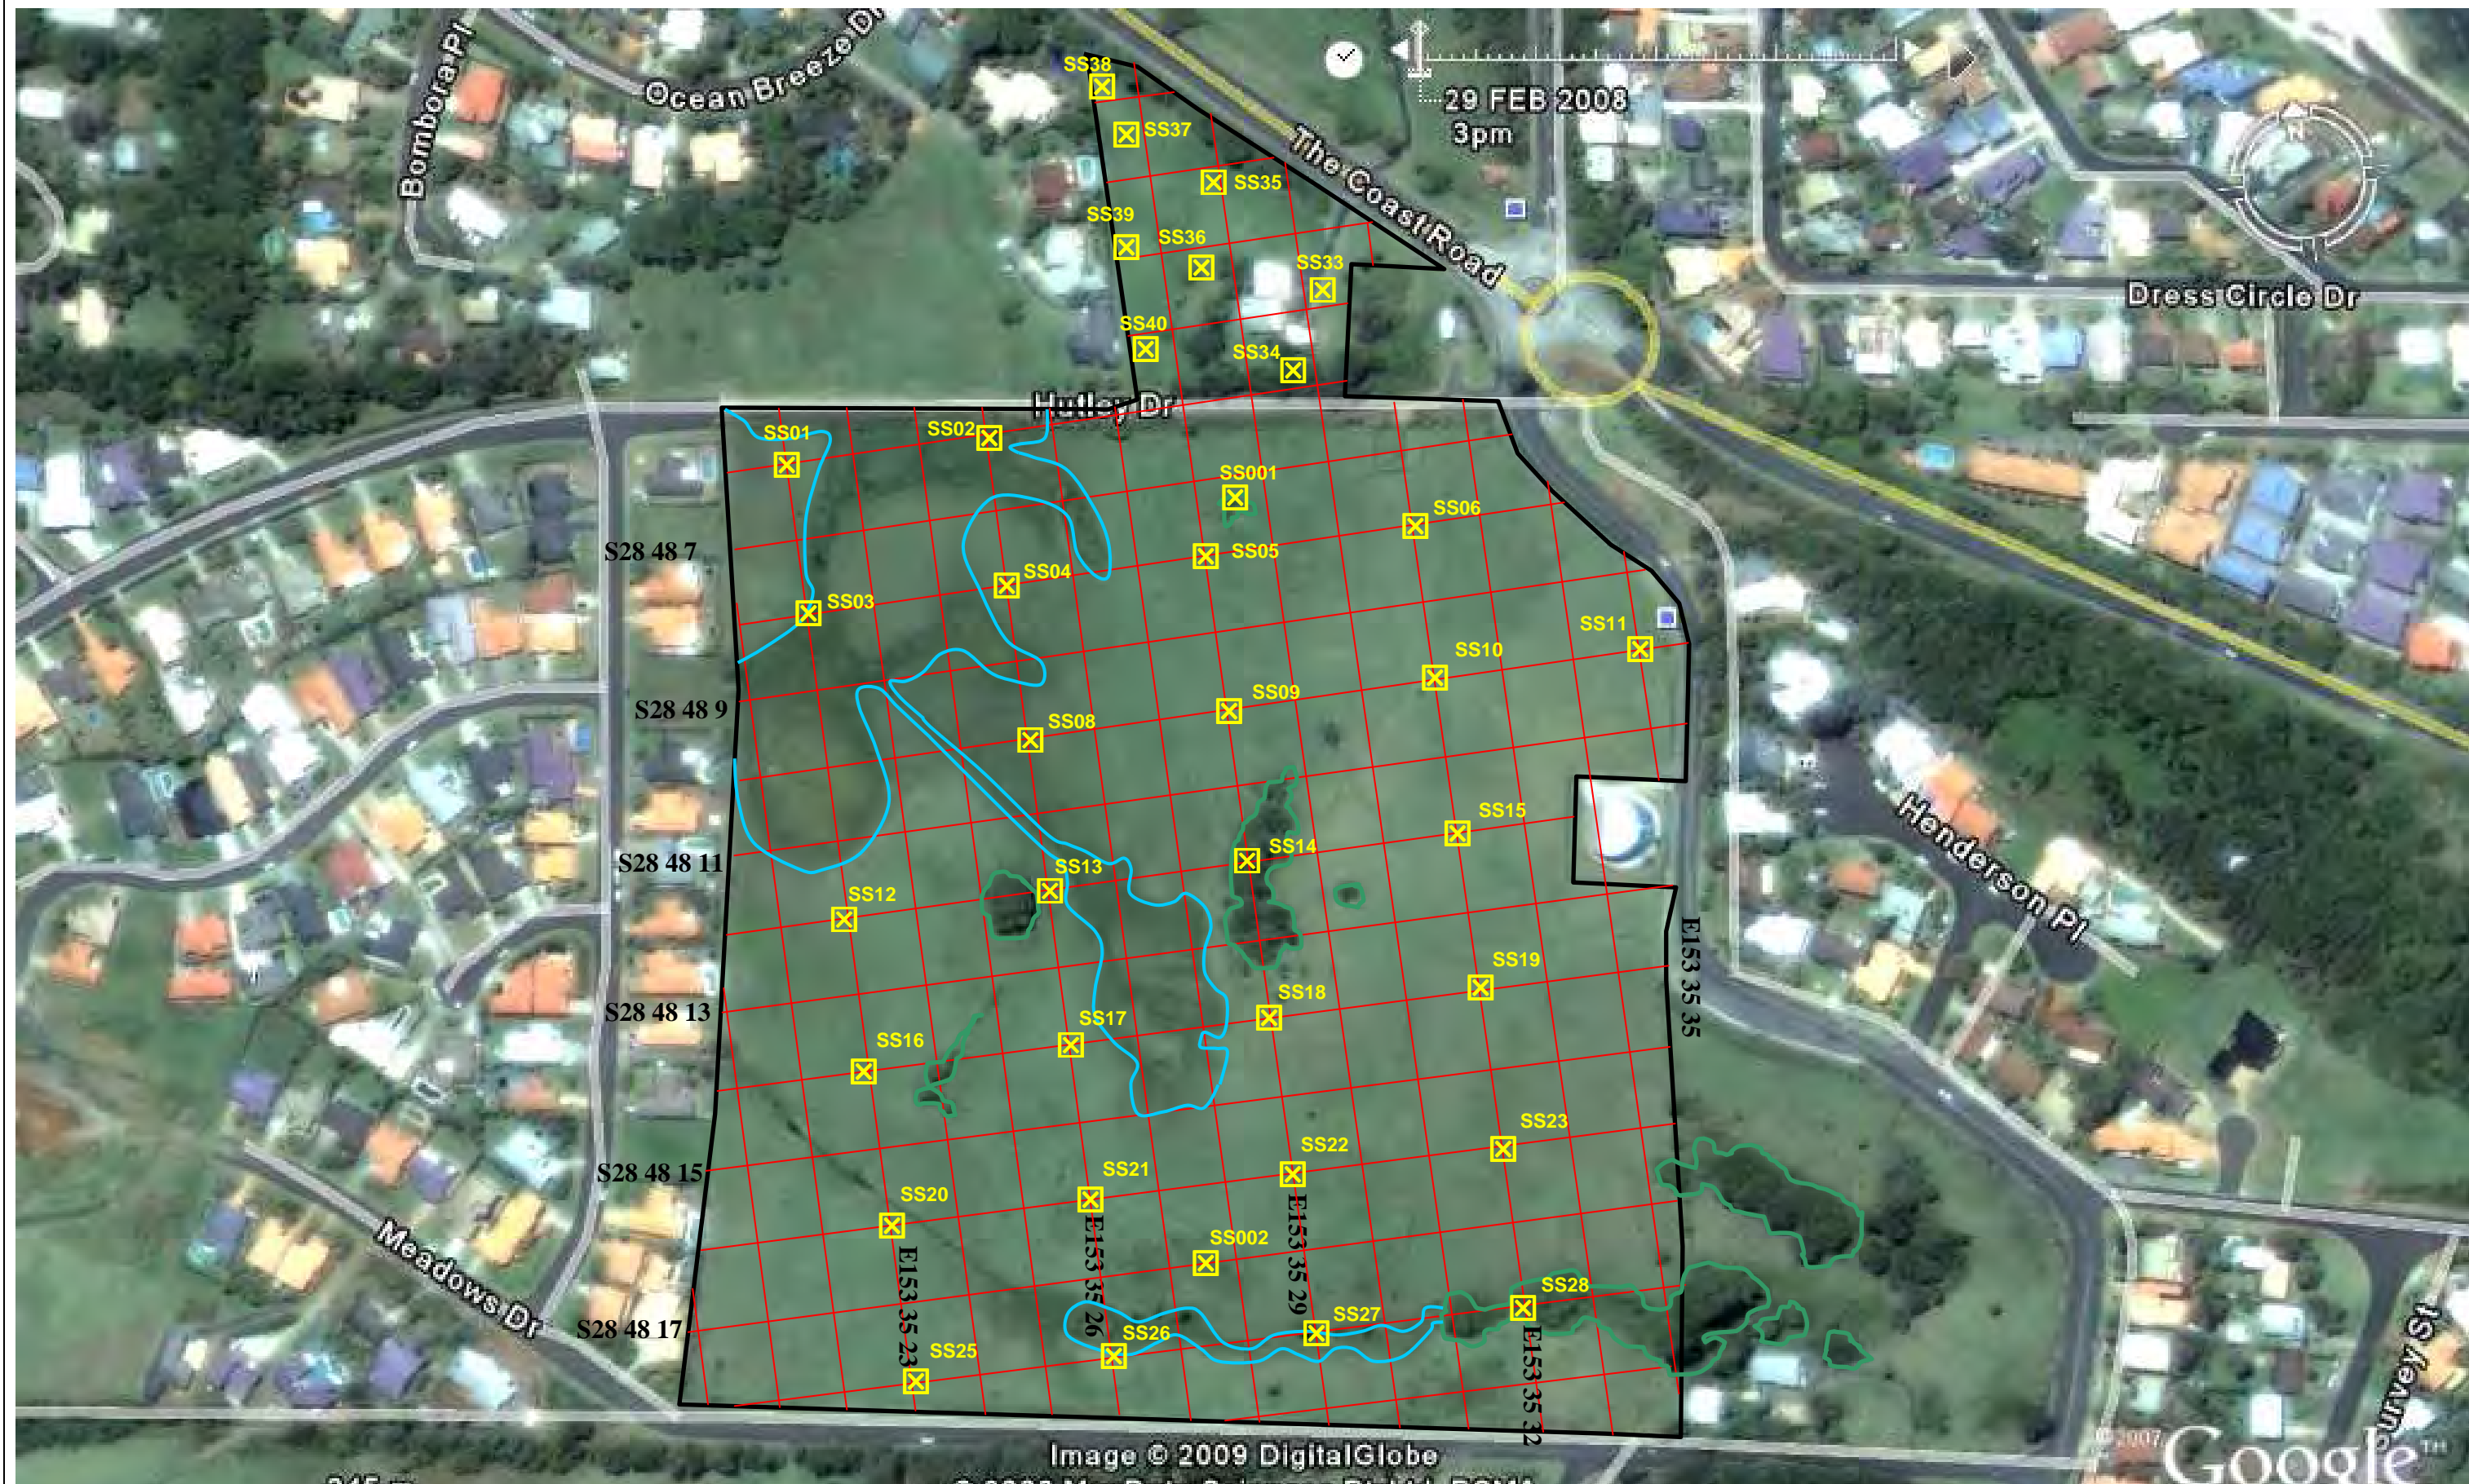 Bombora Pl
Ocean Breeze Dr
SS38
29 FEB 2008
3pm
SS37
The Coast Road
SS35
N
SS39
SS36
SS33
Dress Circle Dr
SS40
SS34
Hutley Dr
SS01
SS02
SS001
SS06
S28 48 7
SS05
SS04
SS03
SS11
SS10
S28 48 9
SS09
SS08
SS15
Henderson Pl
S28 48 11
SS14
SS13
SS12
E153 35 35
SS19
S28 48 13
SS18
SS17
SS16
SS23
S28 48 15
SS22
SS21
SS20
E153 35 23
E153 35 26
E153 35 29
SS002
Meadows Dr
SS28
S28 48 17
SS27
SS26
E153 35 32
SS25
Survey St
Image © 2009 DigitalGlobe
© 2007 Google™